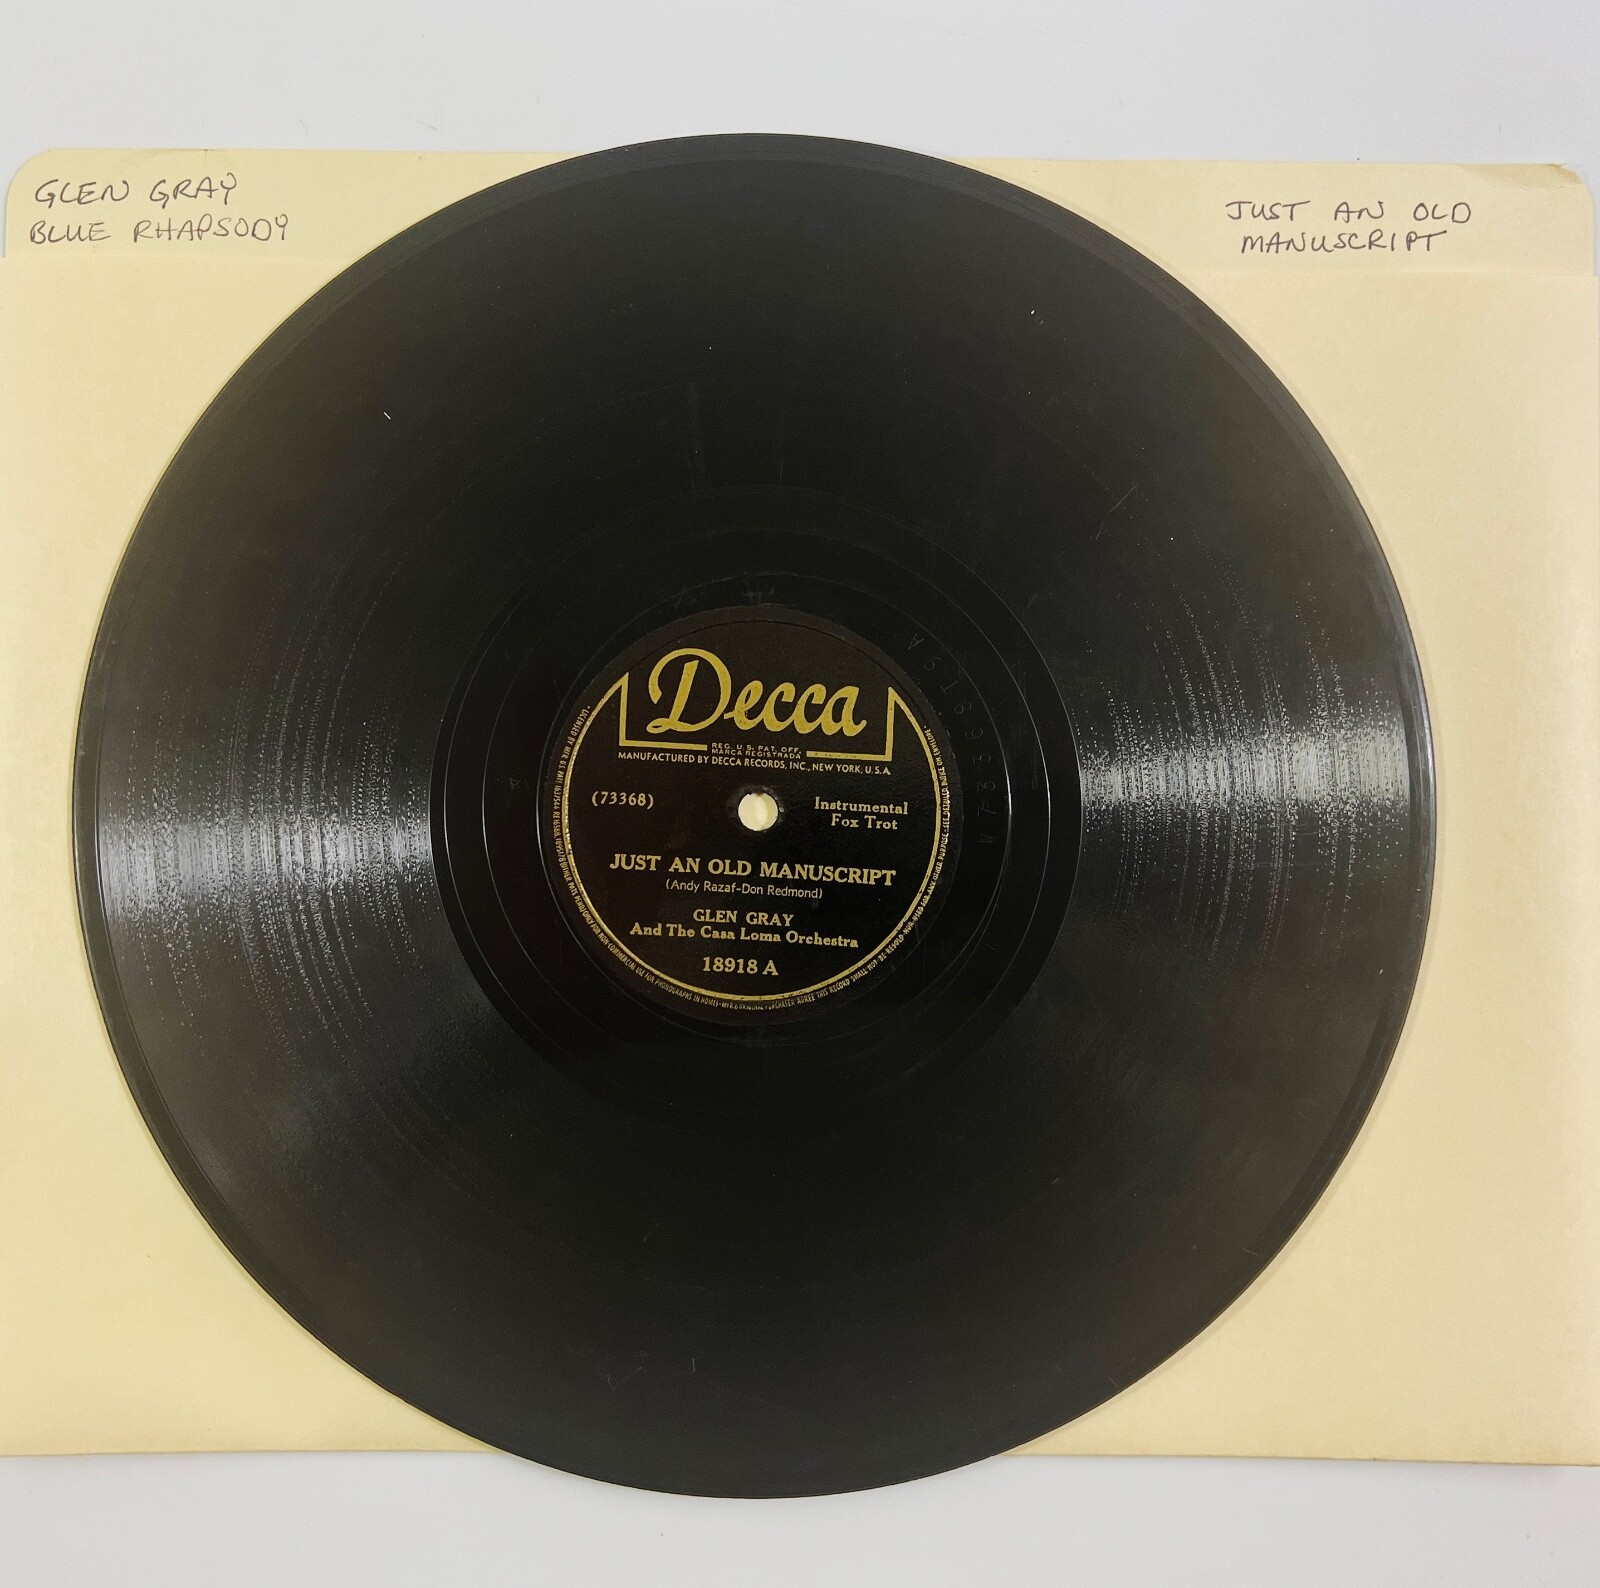 GLEN GRAY
BLUE RHAPSODY
JUST AN OLD
MANUSCRIPT
Decca
REG. U.S. PAT. OFF.
MARCA REGISTRADA
MANUFACTURED BY DECCA RECORDS, INC., NEW YORK, U.S.A.
(73368)
Instrumental
Fox Trot
JUST AN OLD MANUSCRIPT
(Andy Razaf-Don Redmond)
GLEN GRAY
And The Casa Loma Orchestra
18918 A